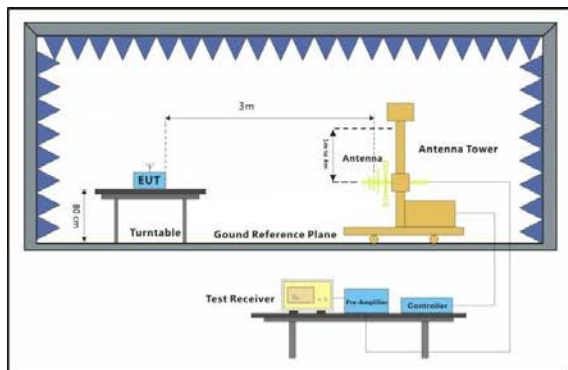 3m
1m to 4m
Antenna
Antenna Tower
EUT
80 cm
Turntable
Gound Reference Plane
Test Receiver
Pre-Amplifier
Controller